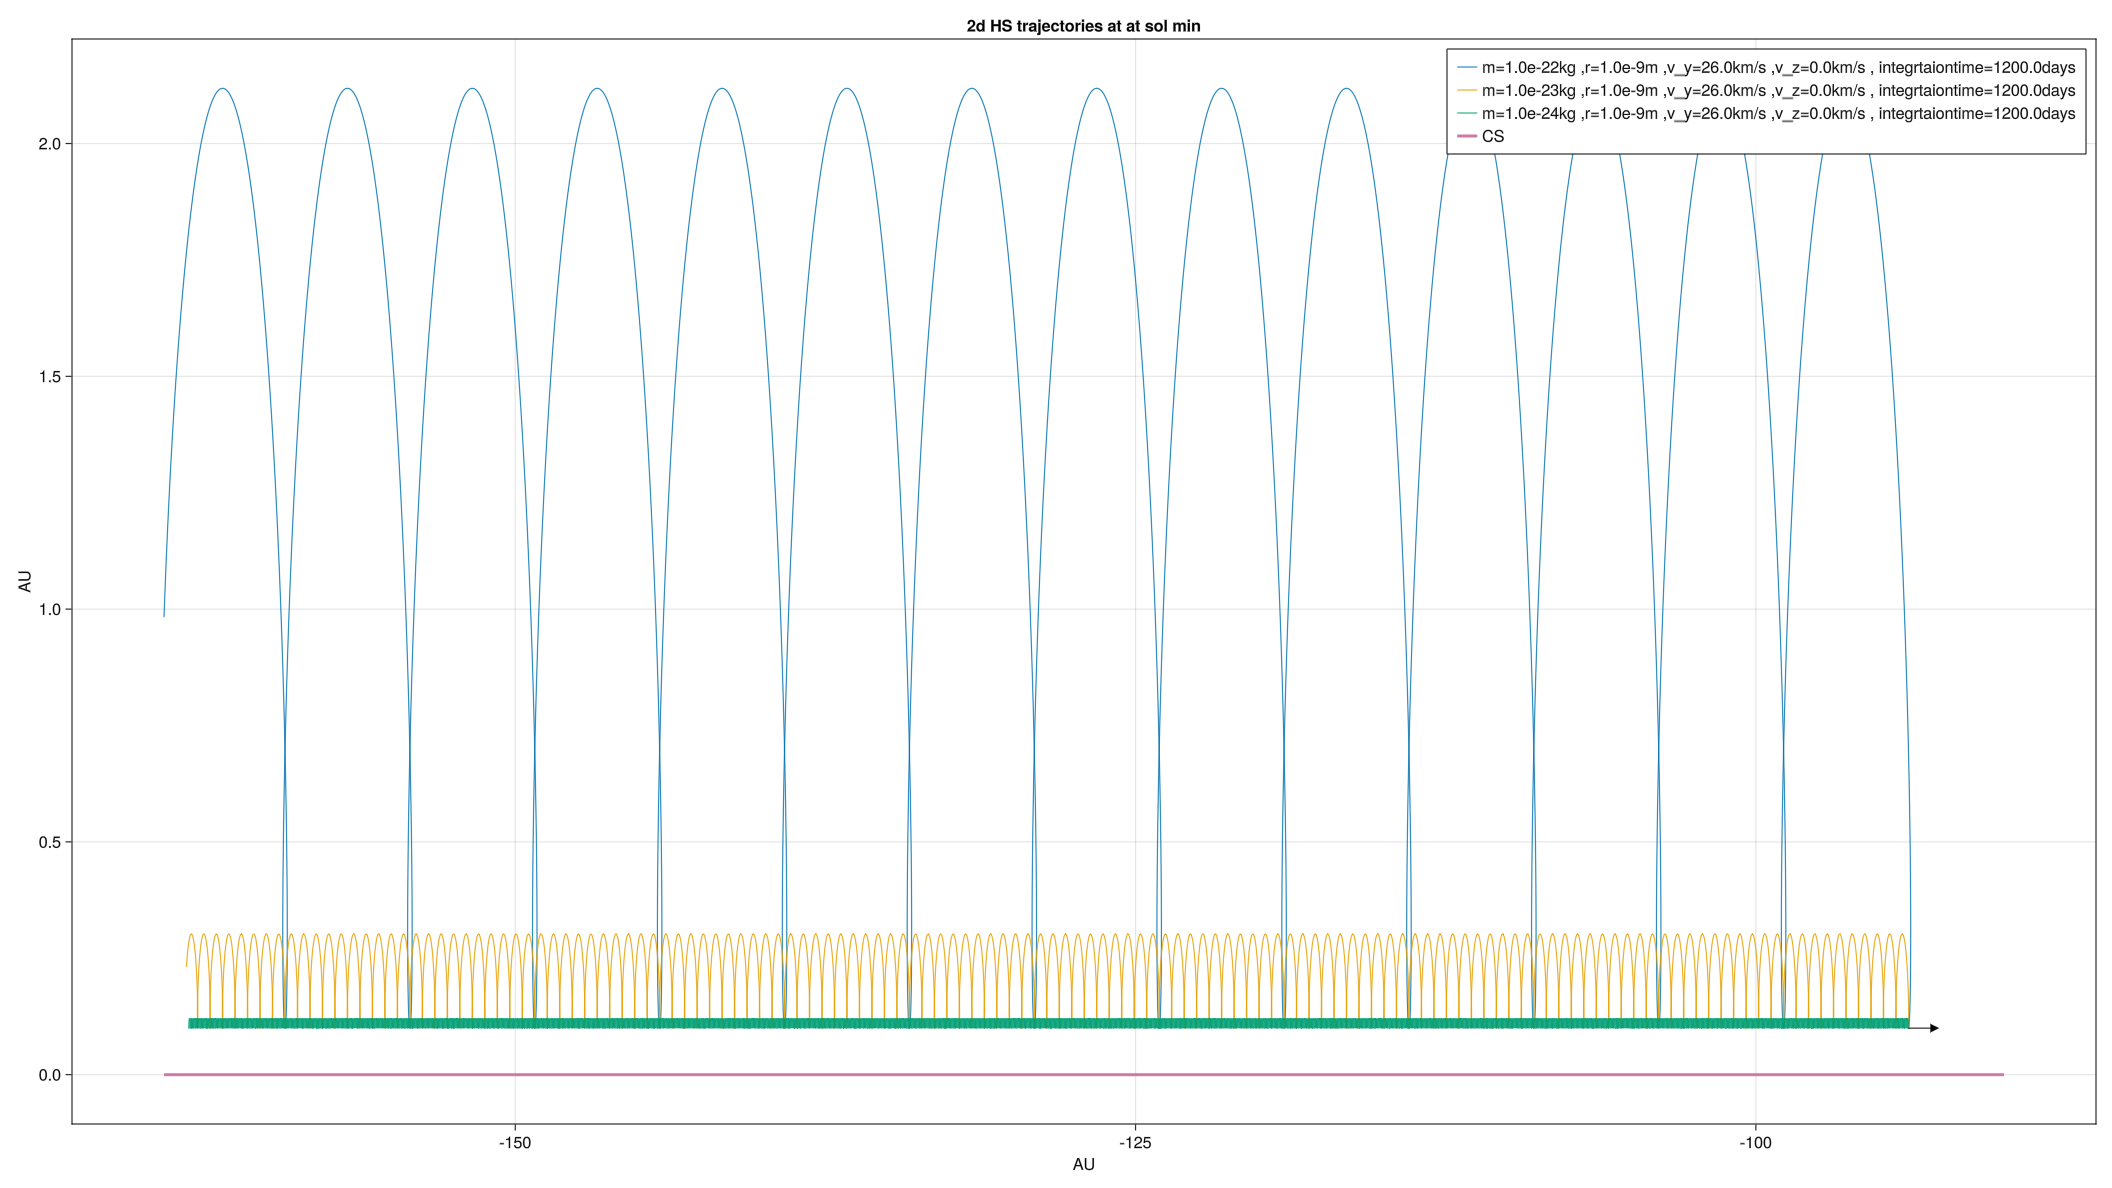 2d HS trajectories at at sol min
m=1.0e-22kg ,r=1.0e-9m ,v_y=26.0km/s ,v_z=0.0km/s , integrtaiontime=1200.0days
m=1.0e-23kg ,r=1.0e-9m ,v_y=26.0km/s ,v_z=0.0km/s , integrtaiontime=1200.0days
m=1.0e-24kg ,r=1.0e-9m ,v_y=26.0km/s ,v_z=0.0km/s , integrtaiontime=1200.0days
CS
2.0
1.5
1.0
0.5
0.0
AU
-150
-125
-100
AU